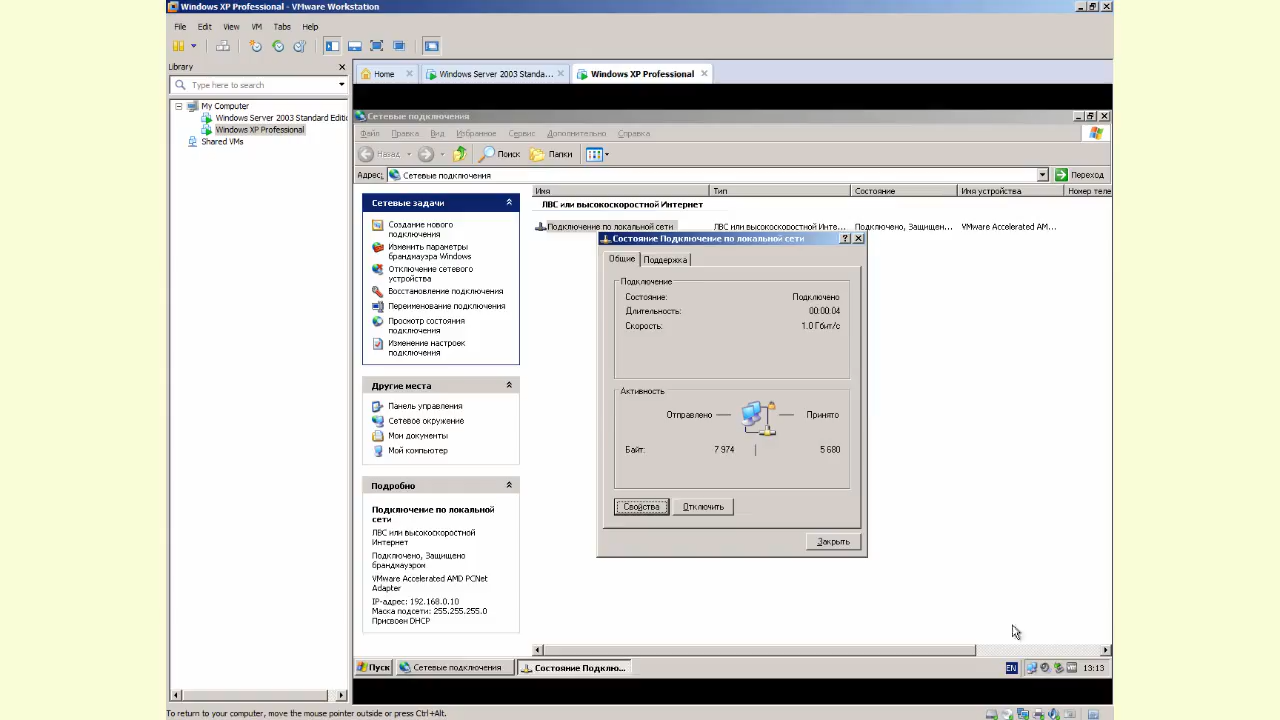 Windows XP Professional - VMware Workstation
File Edit View VM Tabs Help
Library
Type here to search
My Computer
Windows Server 2003 Standard Editic
Windows XP Professional
Shared VMs
Home
Windows Server 2003 Standa...
Windows XP Professional
Сетевые подключения
Файл Правка Вид Избранное Сервис Дополнительно Справка
Назад Поиск Папки
Адрес: Сетевые подключения Переход
Имя Тип Состояние Имя устройства Номер теле
ЛВС или высокоскоростной Интернет
Подключение по локальной сети ЛВС или высокоскоростной Инте... Подключено, Защищен... VMware Accelerated AM...
Сетевые задачи
Создание нового
подключения
Изменить параметры
брандмауэра Windows
Отключение сетевого
устройства
Восстановление подключения
Переименование подключения
Просмотр состояния
подключения
Изменение настроек
подключения
Другие места
Панель управления
Сетевое окружение
Мои документы
Мой компьютер
Подробно
Подключение по локальной
сети
ЛВС или высокоскоростной
Интернет
Подключено, Защищено
брандмауэром
VMware Accelerated AMD PCNet
Adapter
IP-адрес: 192.168.0.10
Маска подсети: 255.255.255.0
Присвоен DHCP
Состояние Подключение по локальной сети
Общие Поддержка
Подключение
Состояние: Подключено
Длительность: 00:00:04
Скорость: 1.0 Гбит/с
Активность
Отправлено — — Принято
Байт: 7 974 | 5 680
Свойства Отключить
Закрыть
Пуск Сетевые подключения Состояние Подклю... EN 13:13
To return to your computer, move the mouse pointer outside or press Ctrl+Alt.